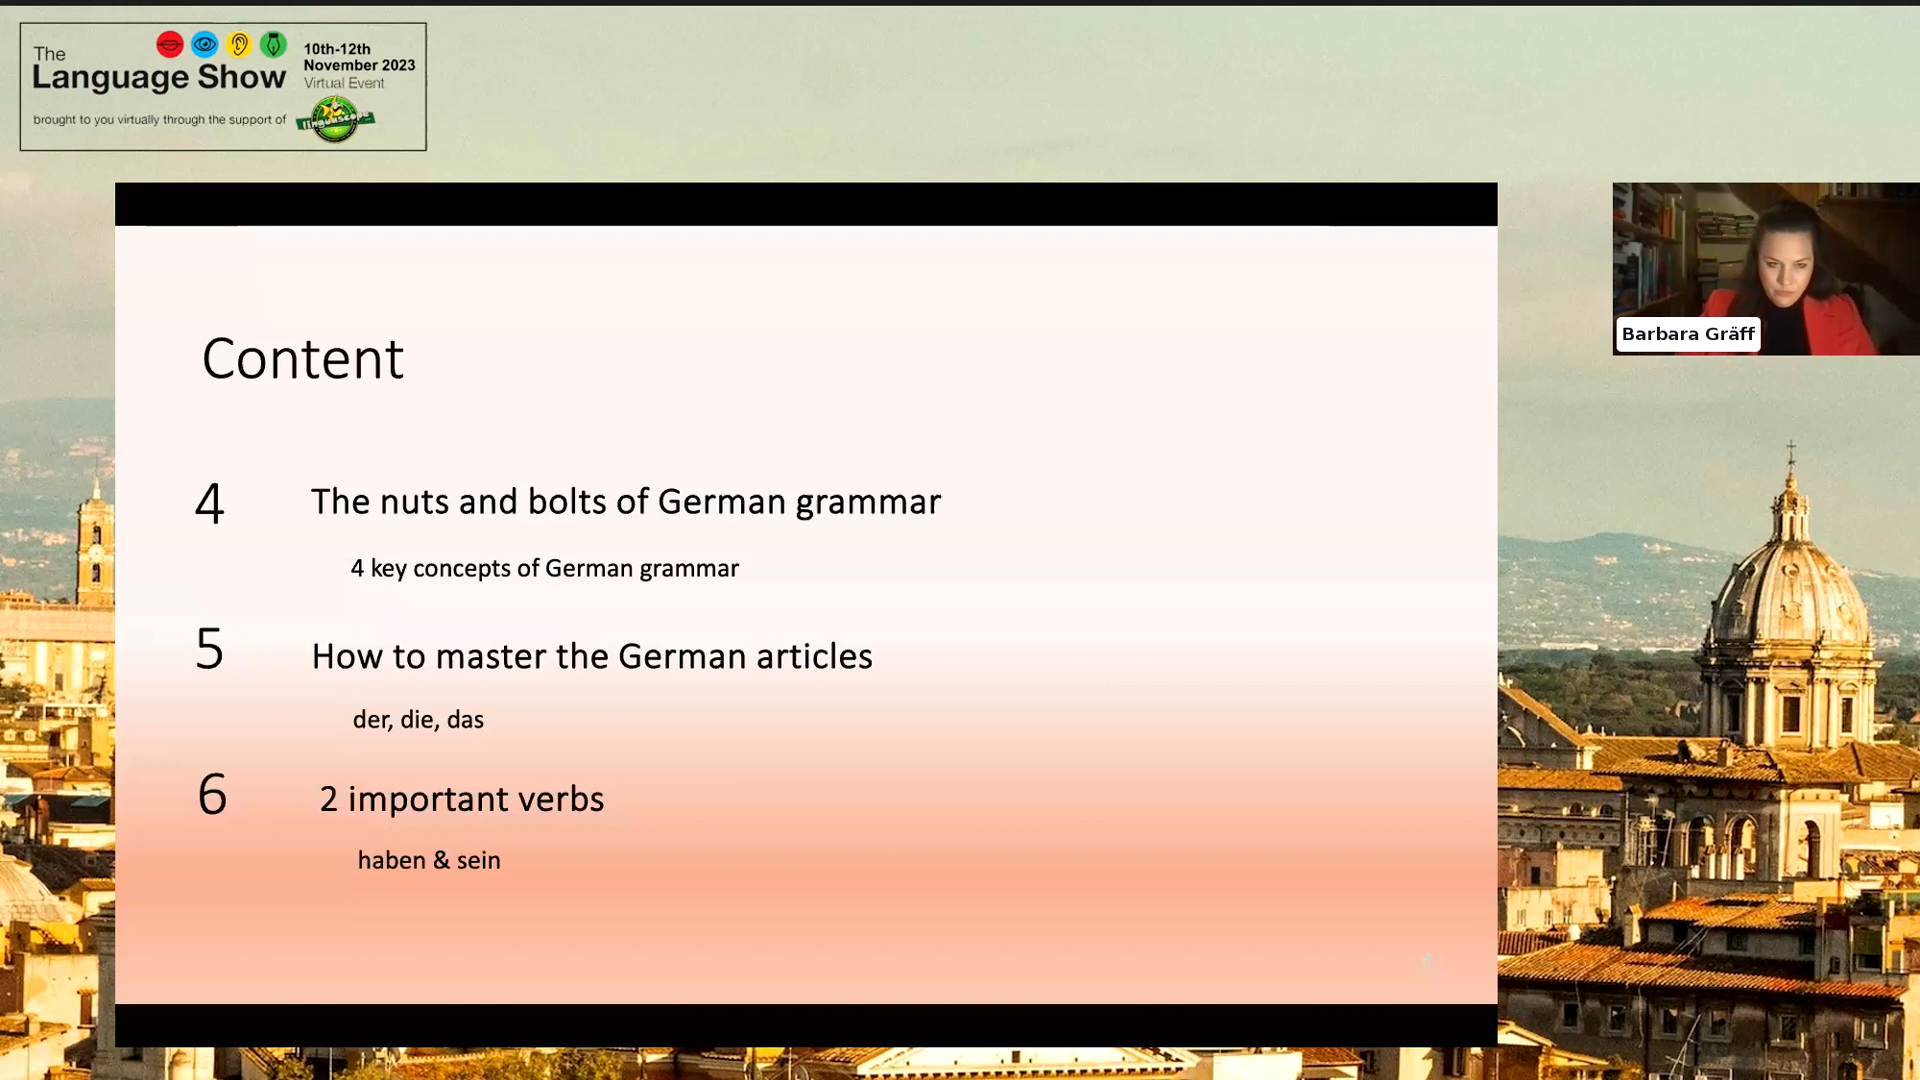 The
Language Show
10th-12th
November 2023
Virtual Event
brought to you virtually through the support of
linguascope
Barbara Gräff
Content
4 The nuts and bolts of German grammar
4 key concepts of German grammar
5 How to master the German articles
der, die, das
6 2 important verbs
haben & sein